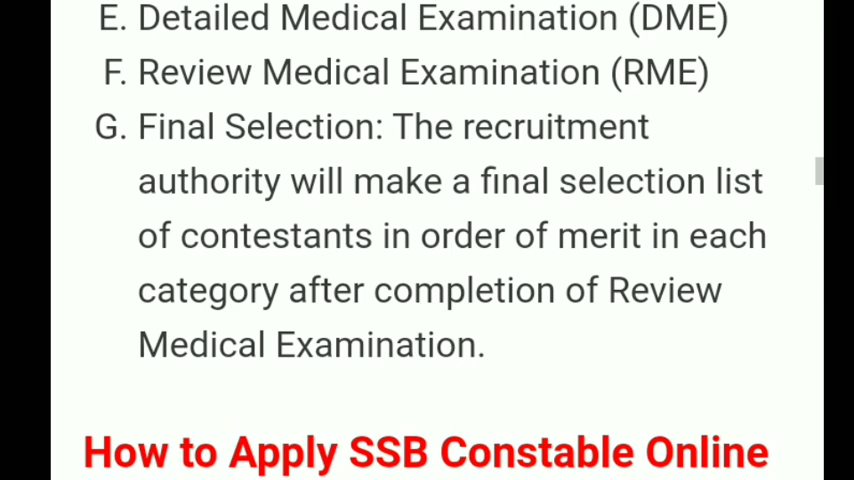 E. Detailed Medical Examination (DME)
F. Review Medical Examination (RME)
G. Final Selection: The recruitment
authority will make a final selection list
of contestants in order of merit in each
category after completion of Review
Medical Examination.
How to Apply SSB Constable Online